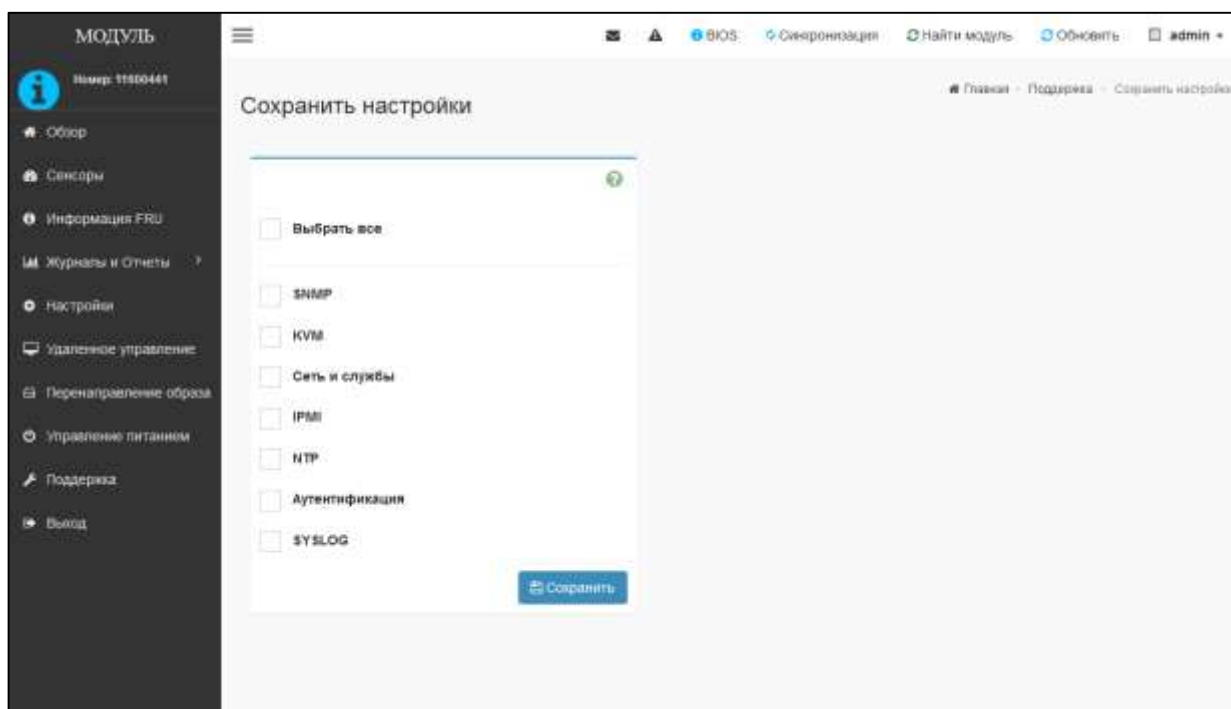 МОДУЛЬ
BIOS Синхронизация Найти модуль Обновить admin
Номер: 11600441
Главная Поддержка Сохранить настройки
Сохранить настройки
Обзор
Сенсоры
Информация FRU
Журналы и Отчеты
Настройки
Удаленное управление
Перенаправление образа
Управление питанием
Поддержка
Выход
Выбрать все
SNMP
KVM
Сеть и службы
IPMI
NTP
Аутентификация
SYSLOG
Сохранить